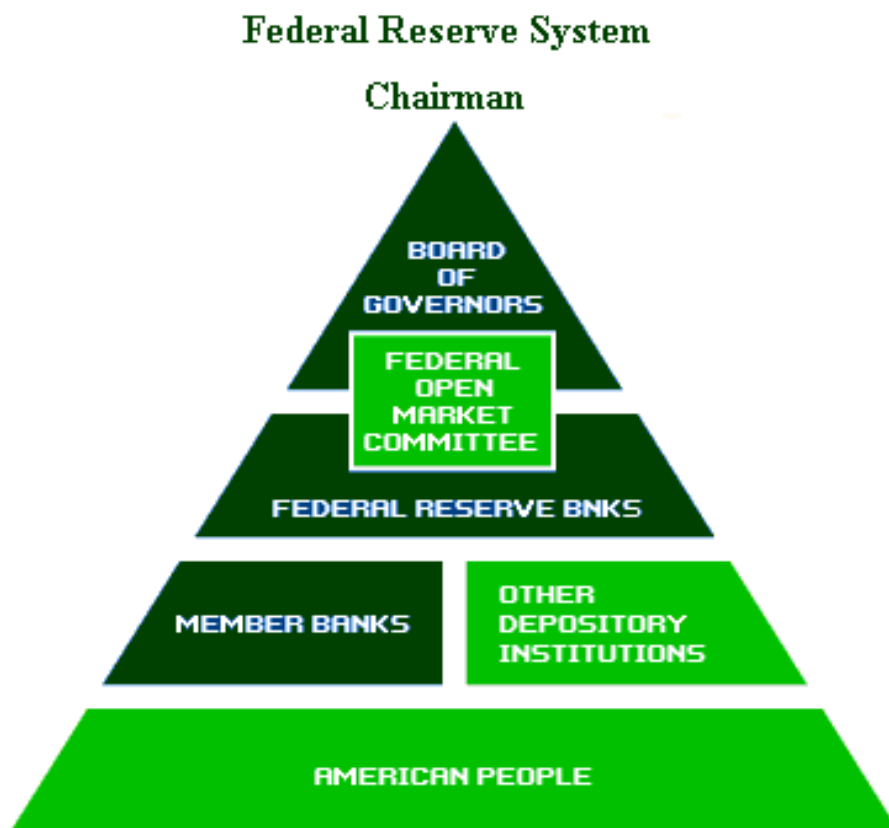 Federal Reserve System
Chairman
BOARD
OF
GOVERNORS
FEDERAL
OPEN
MARKET
COMMITTEE
FEDERAL RESERVE BNKS
MEMBER BANKS
OTHER
DEPOSITORY
INSTITUTIONS
AMERICAN PEOPLE